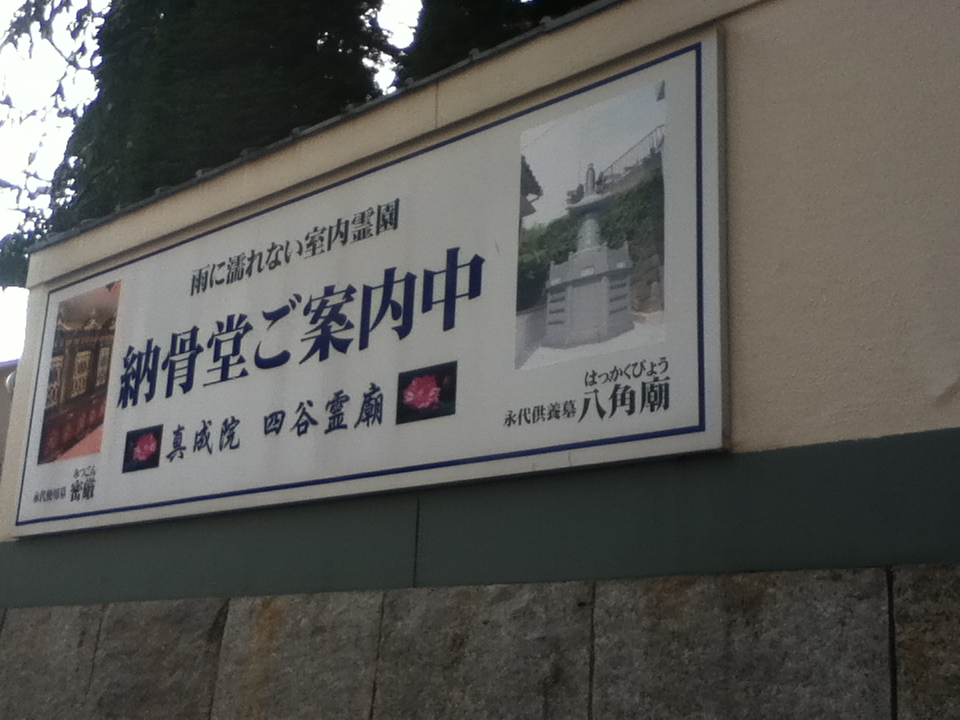 雨に濡れない室内霊園
納骨堂ご案内中
真成院 四谷霊廟
みつごん
永代使用墓 密厳
はっかくびょう
永代供養墓 八角廟